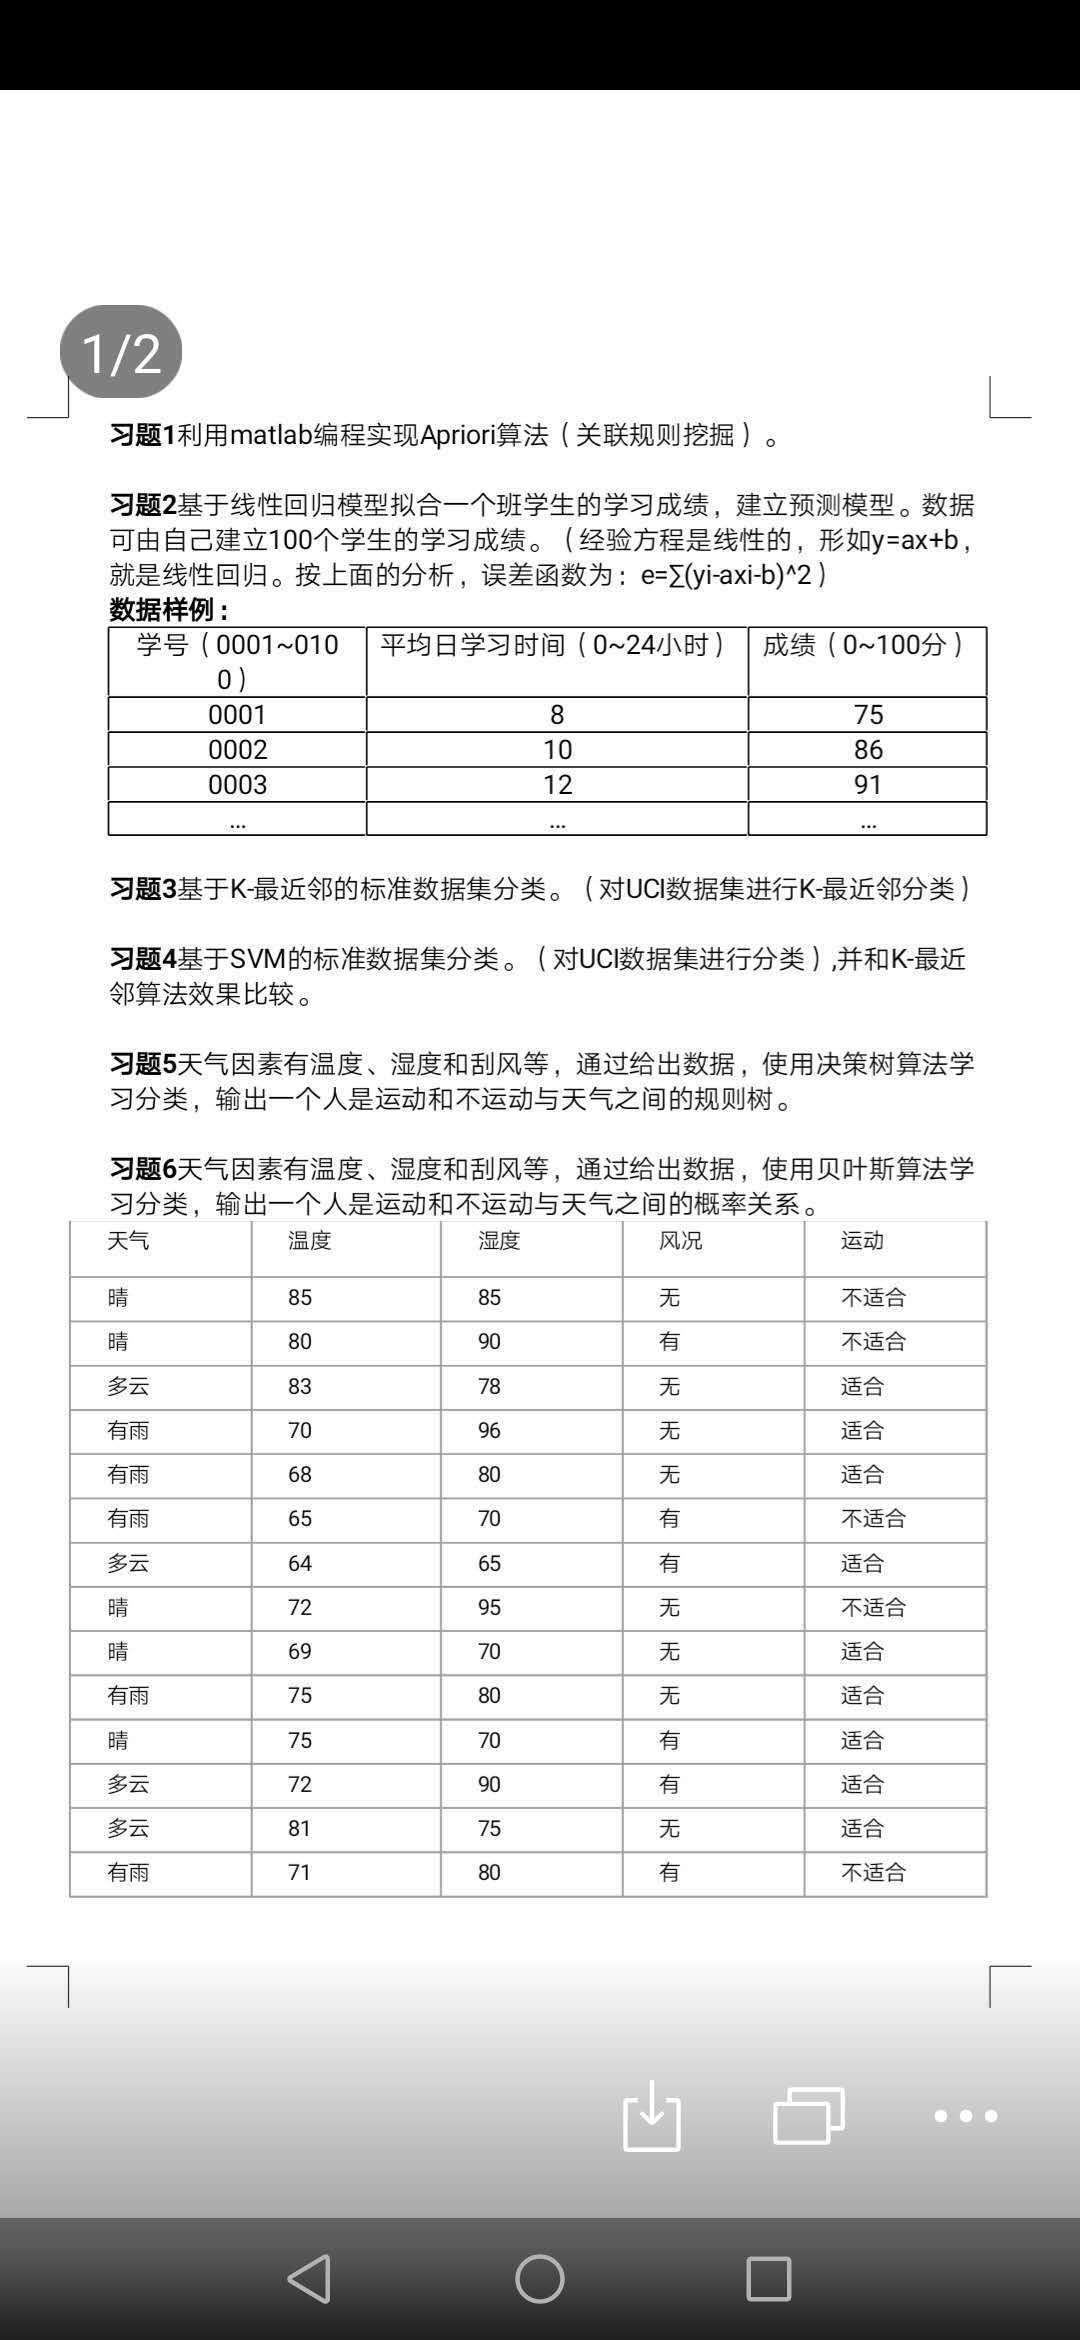 1/2
习题1利用matlab编程实现Apriori算法（关联规则挖掘）。
习题2基于线性回归模型拟合一个班学生的学习成绩，建立预测模型。数据
可由自己建立100个学生的学习成绩。（经验方程是线性的，形如y=ax+b，
就是线性回归。按上面的分析，误差函数为：e=∑(yi-axi-b)^2）
数据样例：
学号（0001~010 平均日学习时间（0~24小时） 成绩（0~100分）
0）
0001 8 75
0002 10 86
0003 12 91
... ... ...
习题3基于K-最近邻的标准数据集分类。（对UCI数据集进行K-最近邻分类）
习题4基于SVM的标准数据集分类。（对UCI数据集进行分类）,并和K-最近
邻算法效果比较。
习题5天气因素有温度、湿度和刮风等，通过给出数据，使用决策树算法学
习分类，输出一个人是运动和不运动与天气之间的规则树。
习题6天气因素有温度、湿度和刮风等，通过给出数据，使用贝叶斯算法学
习分类，输出一个人是运动和不运动与天气之间的概率关系。
天气 温度 湿度 风况 运动
晴 85 85 无 不适合
晴 80 90 有 不适合
多云 83 78 无 适合
有雨 70 96 无 适合
有雨 68 80 无 适合
有雨 65 70 有 不适合
多云 64 65 有 适合
晴 72 95 无 不适合
晴 69 70 无 适合
有雨 75 80 无 适合
晴 75 70 有 适合
多云 72 90 有 适合
多云 81 75 无 适合
有雨 71 80 有 不适合